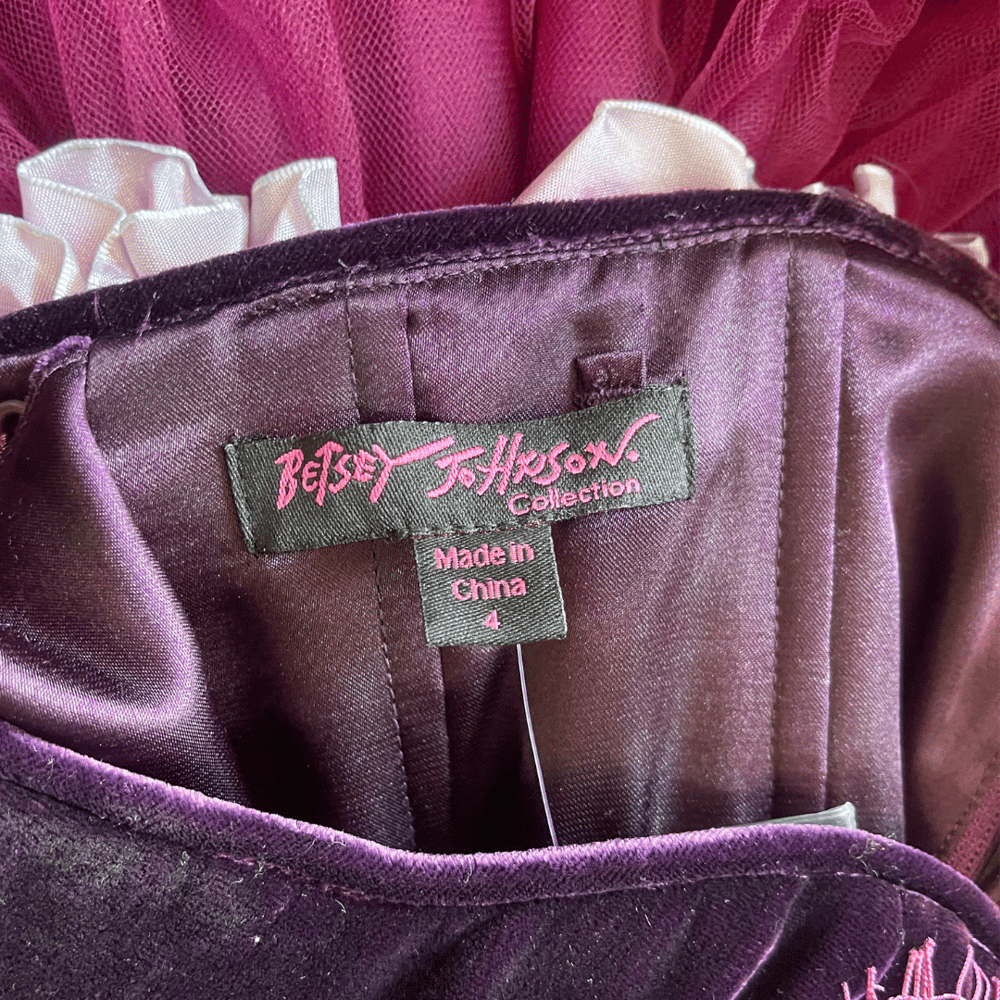 BETSEY JOHNSON.
Collection
Made in
China
4